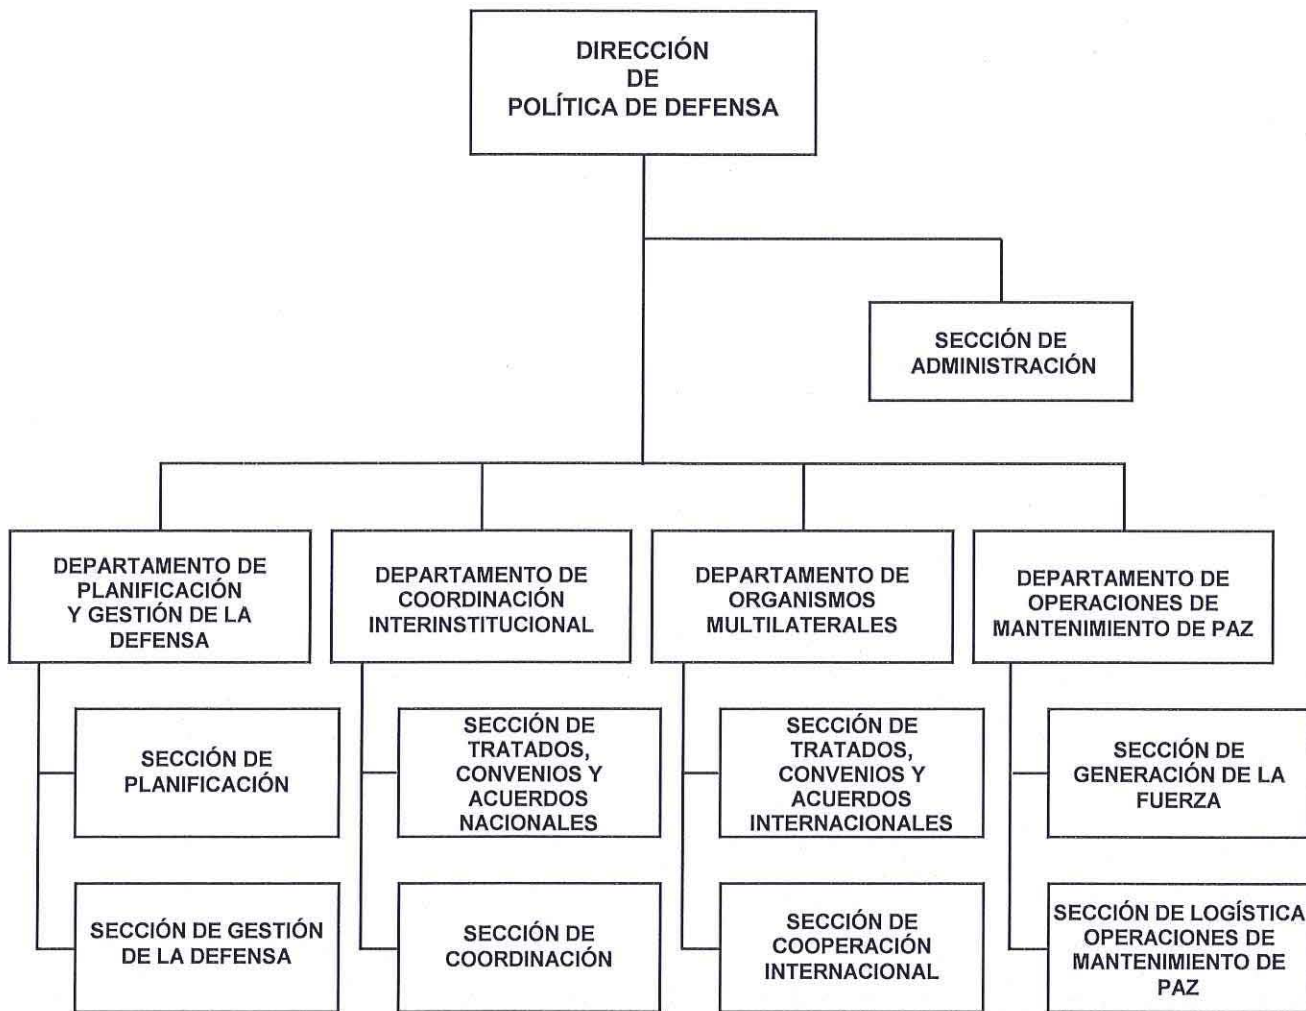 DIRECCIÓN
DE
POLÍTICA DE DEFENSA
SECCIÓN DE
ADMINISTRACIÓN
DEPARTAMENTO DE
PLANIFICACIÓN
Y GESTIÓN DE LA
DEFENSA
DEPARTAMENTO DE
COORDINACIÓN
INTERINSTITUCIONAL
DEPARTAMENTO DE
ORGANISMOS
MULTILATERALES
DEPARTAMENTO DE
OPERACIONES DE
MANTENIMIENTO DE PAZ
SECCIÓN DE
PLANIFICACIÓN
SECCIÓN DE
TRATADOS,
CONVENIOS Y
ACUERDOS
NACIONALES
SECCIÓN DE
TRATADOS,
CONVENIOS Y
ACUERDOS
INTERNACIONALES
SECCIÓN DE
GENERACIÓN DE LA
FUERZA
SECCIÓN DE GESTIÓN
DE LA DEFENSA
SECCIÓN DE
COORDINACIÓN
SECCIÓN DE
COOPERACIÓN
INTERNACIONAL
SECCIÓN DE LOGÍSTICA
OPERACIONES DE
MANTENIMIENTO DE
PAZ